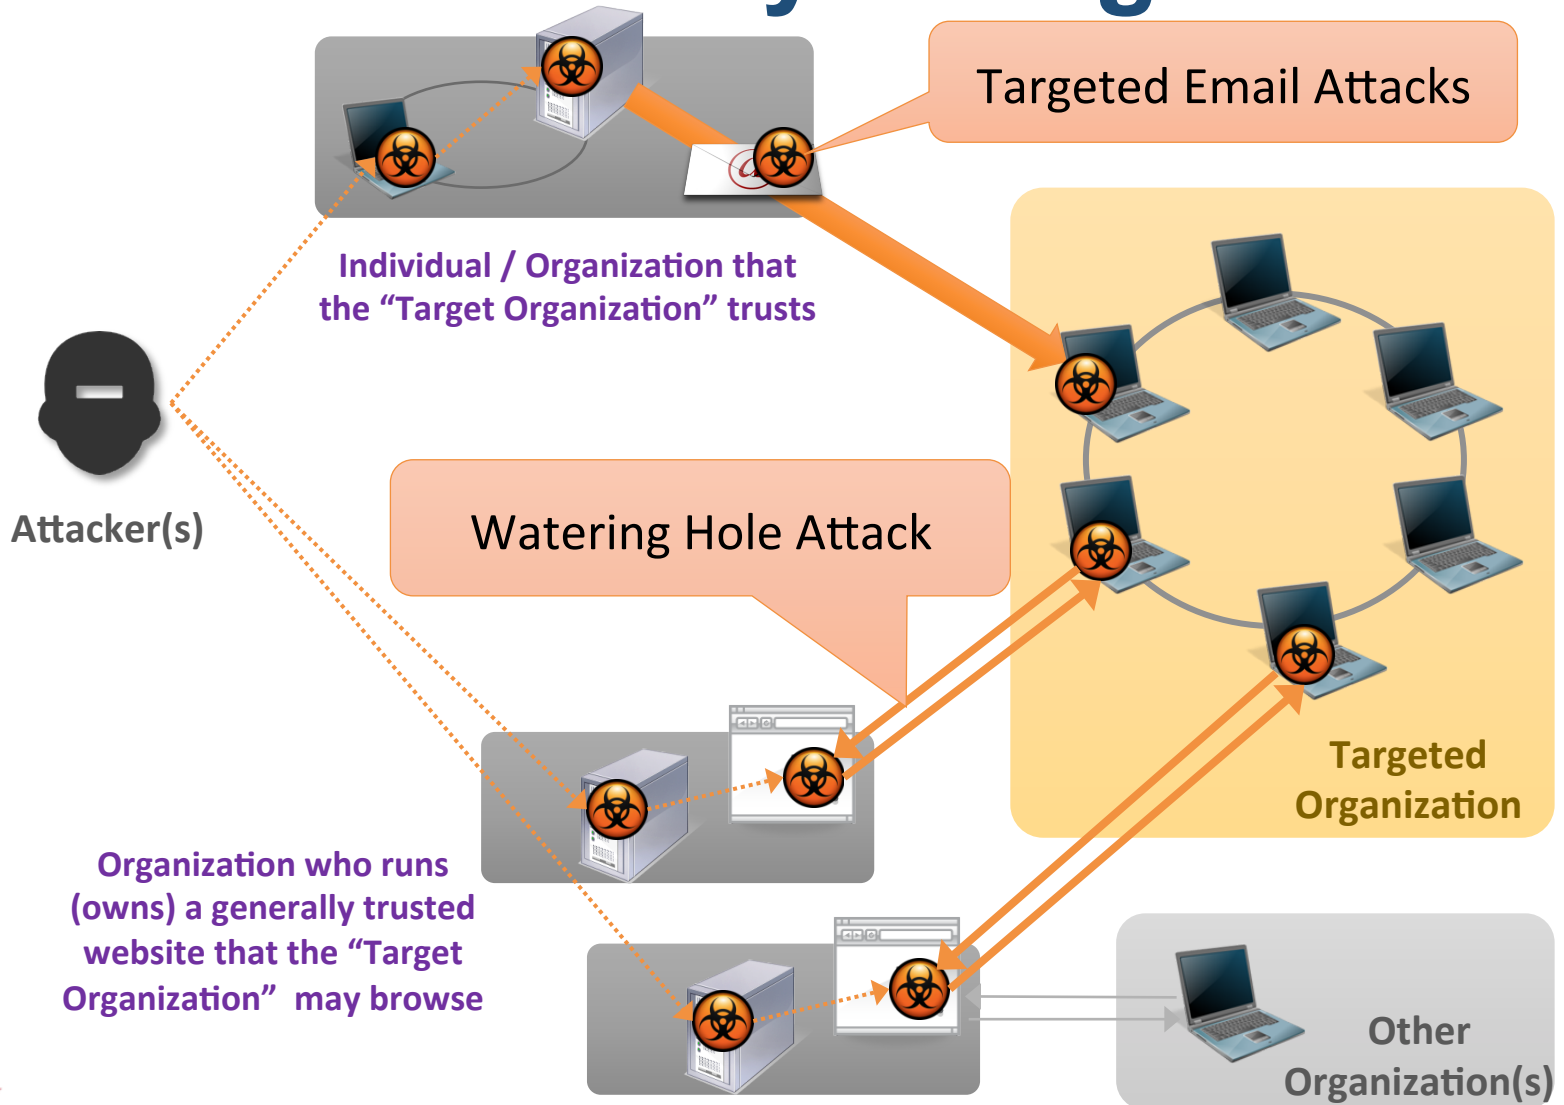 Targeted Email Attacks
Individual / Organization that
the “Target Organization” trusts
Attacker(s)
Watering Hole Attack
Targeted
Organization
Organization who runs
(owns) a generally trusted
website that the “Target
Organization”  may browse
Other
Organization(s)